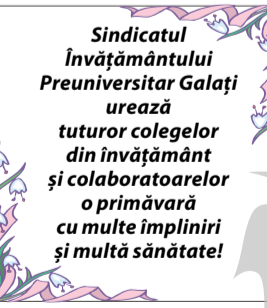 Sindicatul
Învățământului
Preuniversitar Galați
urează
tuturor colegelor
din învățământ
și colaboratoarelor
o primăvară
cu multe împliniri
și multă sănătate!